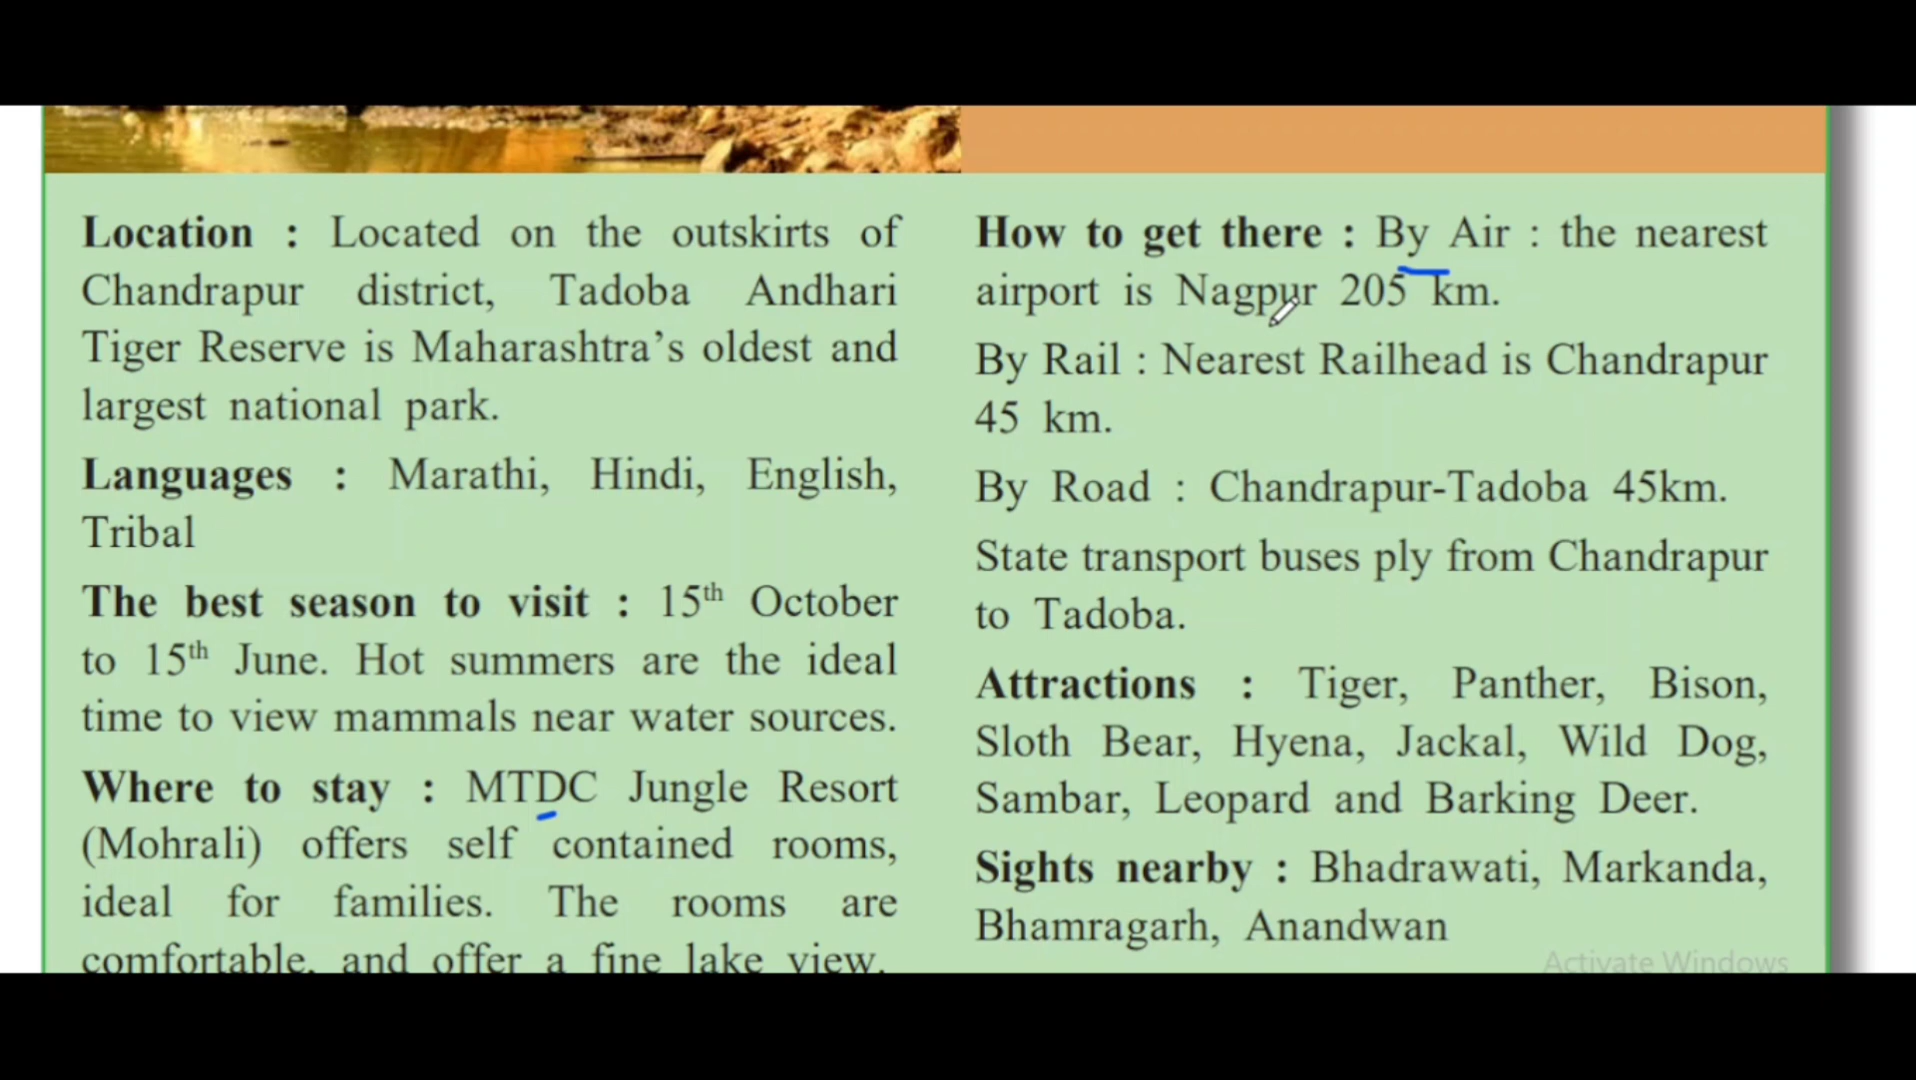 Location : Located on the outskirts of
Chandrapur district, Tadoba Andhari
Tiger Reserve is Maharashtra’s oldest and
largest national park.
Languages : Marathi, Hindi, English,
Tribal
The best season to visit : 15th October
to 15th June. Hot summers are the ideal
time to view mammals near water sources.
Where to stay : MTDC Jungle Resort
(Mohrali) offers self contained rooms,
ideal for families. The rooms are
comfortable, and offer a fine lake view.
How to get there : By Air : the nearest
airport is Nagpur 205 km.
By Rail : Nearest Railhead is Chandrapur
45 km.
By Road : Chandrapur-Tadoba 45km.
State transport buses ply from Chandrapur
to Tadoba.
Attractions : Tiger, Panther, Bison,
Sloth Bear, Hyena, Jackal, Wild Dog,
Sambar, Leopard and Barking Deer.
Sights nearby : Bhadrawati, Markanda,
Bhamragarh, Anandwan
Activate Windows